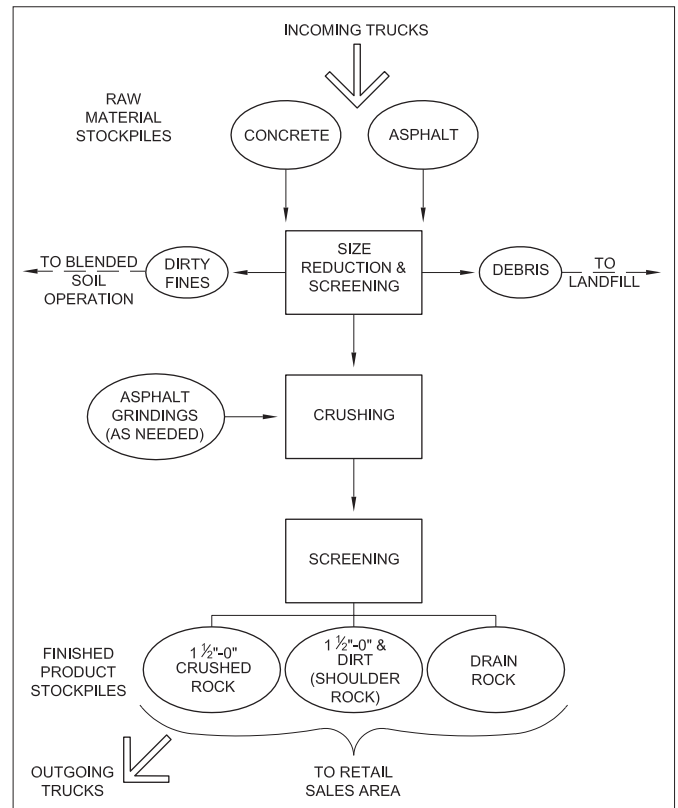 INCOMING TRUCKS
RAW
MATERIAL
STOCKPILES
CONCRETE
ASPHALT
TO BLENDED
SOIL
OPERATION
DIRTY
FINES
SIZE
REDUCTION &
SCREENING
DEBRIS
TO
LANDFILL
ASPHALT
GRINDINGS
(AS NEEDED)
CRUSHING
SCREENING
FINISHED
PRODUCT
STOCKPILES
1 ½"-0"
CRUSHED
ROCK
1 ½"-0" &
DIRT
(SHOULDER
ROCK)
DRAIN
ROCK
OUTGOING
TRUCKS
TO RETAIL
SALES AREA